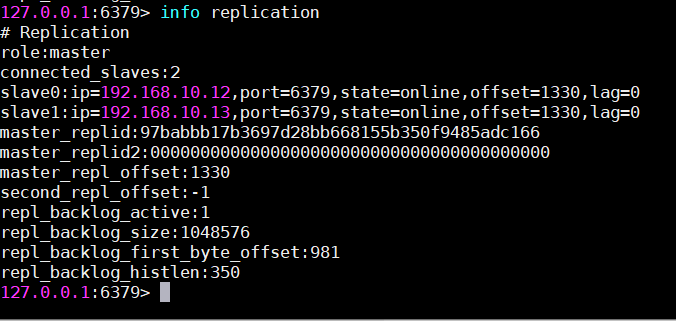 127.0.0.1:6379> info replication
# Replication
role:master
connected_slaves:2
slave0:ip=192.168.10.12,port=6379,state=online,offset=1330,lag=0
slave1:ip=192.168.10.13,port=6379,state=online,offset=1330,lag=0
master_replid:97babbb17b3697d28bb668155b350f9485adc166
master_replid2:0000000000000000000000000000000000000000
master_repl_offset:1330
second_repl_offset:-1
repl_backlog_active:1
repl_backlog_size:1048576
repl_backlog_first_byte_offset:981
repl_backlog_histlen:350
127.0.0.1:6379>